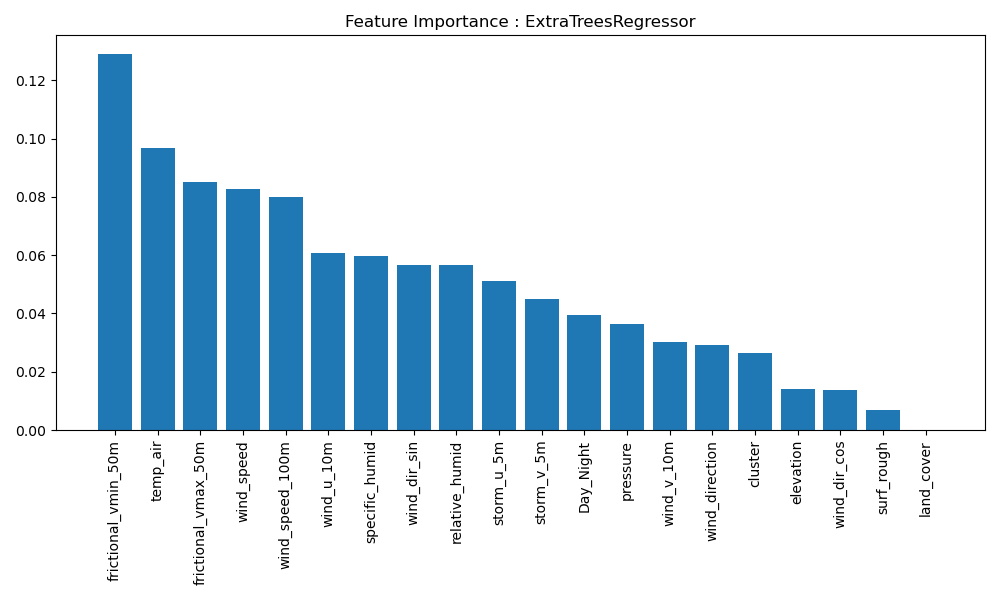 Feature Importance : ExtraTreesRegressor
0.12
0.10
0.08
0.06
0.04
0.02
0.00
frictional_vmin_50m
temp_air
frictional_vmax_50m
wind_speed
wind_speed_100m
wind_u_10m
specific_humid
wind_dir_sin
relative_humid
storm_u_5m
storm_v_5m
Day_Night
pressure
wind_v_10m
wind_direction
cluster
elevation
wind_dir_cos
surf_rough
land_cover